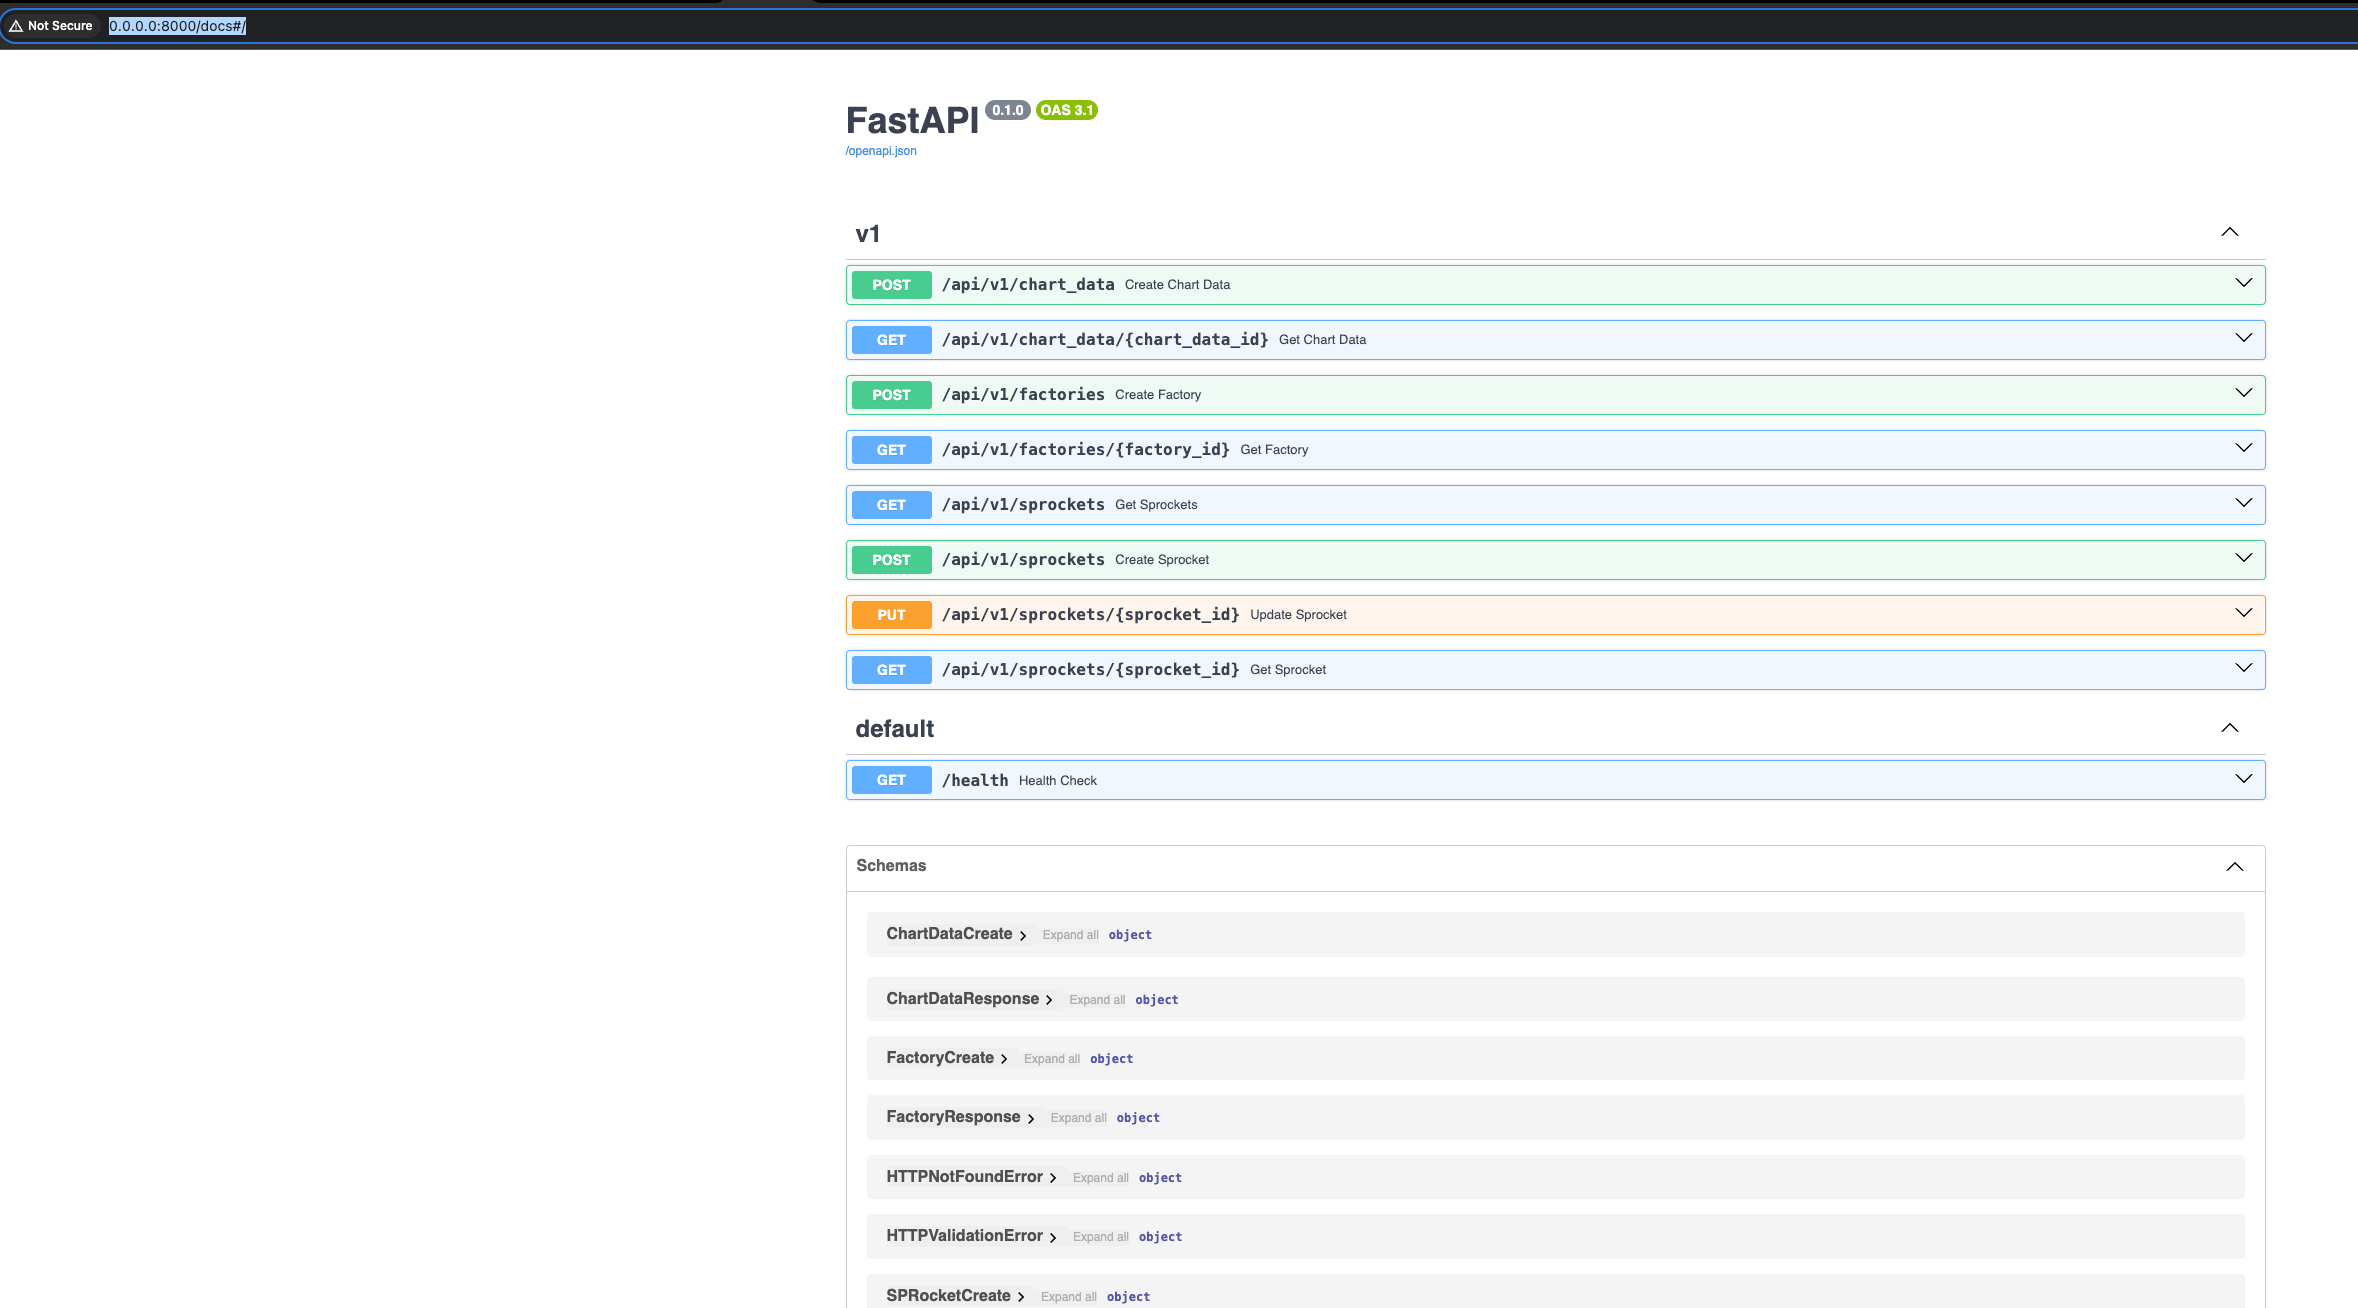 Not Secure 0.0.0.0:8000/docs#/
FastAPI 0.1.0 OAS 3.1
/openapi.json
v1
POST /api/v1/chart_data Create Chart Data
GET /api/v1/chart_data/{chart_data_id} Get Chart Data
POST /api/v1/factories Create Factory
GET /api/v1/factories/{factory_id} Get Factory
GET /api/v1/sprockets Get Sprockets
POST /api/v1/sprockets Create Sprocket
PUT /api/v1/sprockets/{sprocket_id} Update Sprocket
GET /api/v1/sprockets/{sprocket_id} Get Sprocket
default
GET /health Health Check
Schemas
ChartDataCreate Expand all object
ChartDataResponse Expand all object
FactoryCreate Expand all object
FactoryResponse Expand all object
HTTPNotFoundError Expand all object
HTTPValidationError Expand all object
SPRocketCreate Expand all object